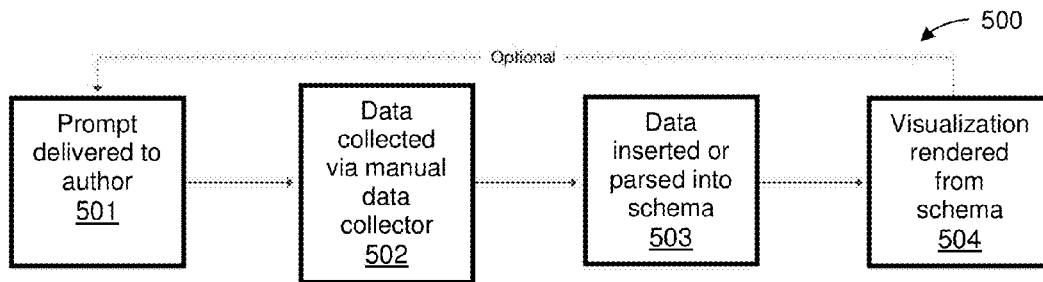 500
Optional
Prompt
delivered to
author
501
Data
collected
via manual
data
collector
502
Data
inserted or
parsed into
schema
503
Visualization
rendered
from
schema
504